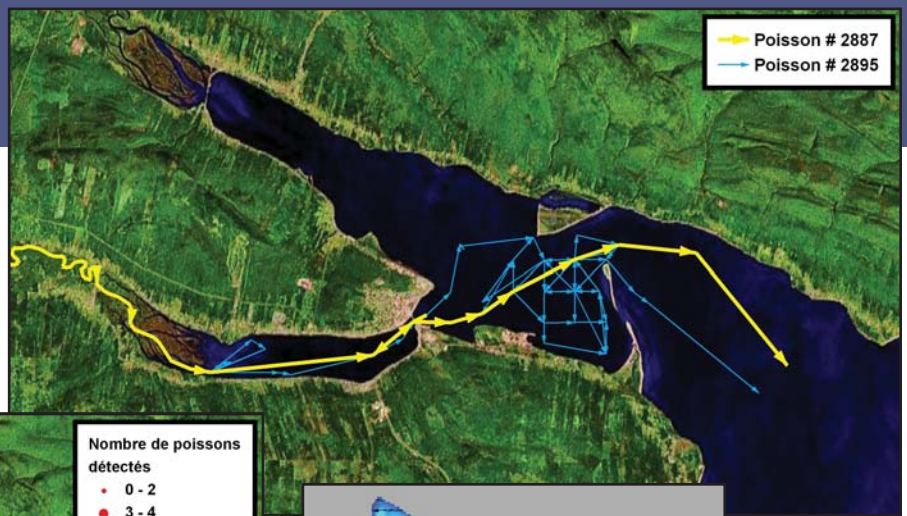 Poisson # 2887
Poisson # 2895
Nombre de poissons
détectés
0 - 2
3 - 4